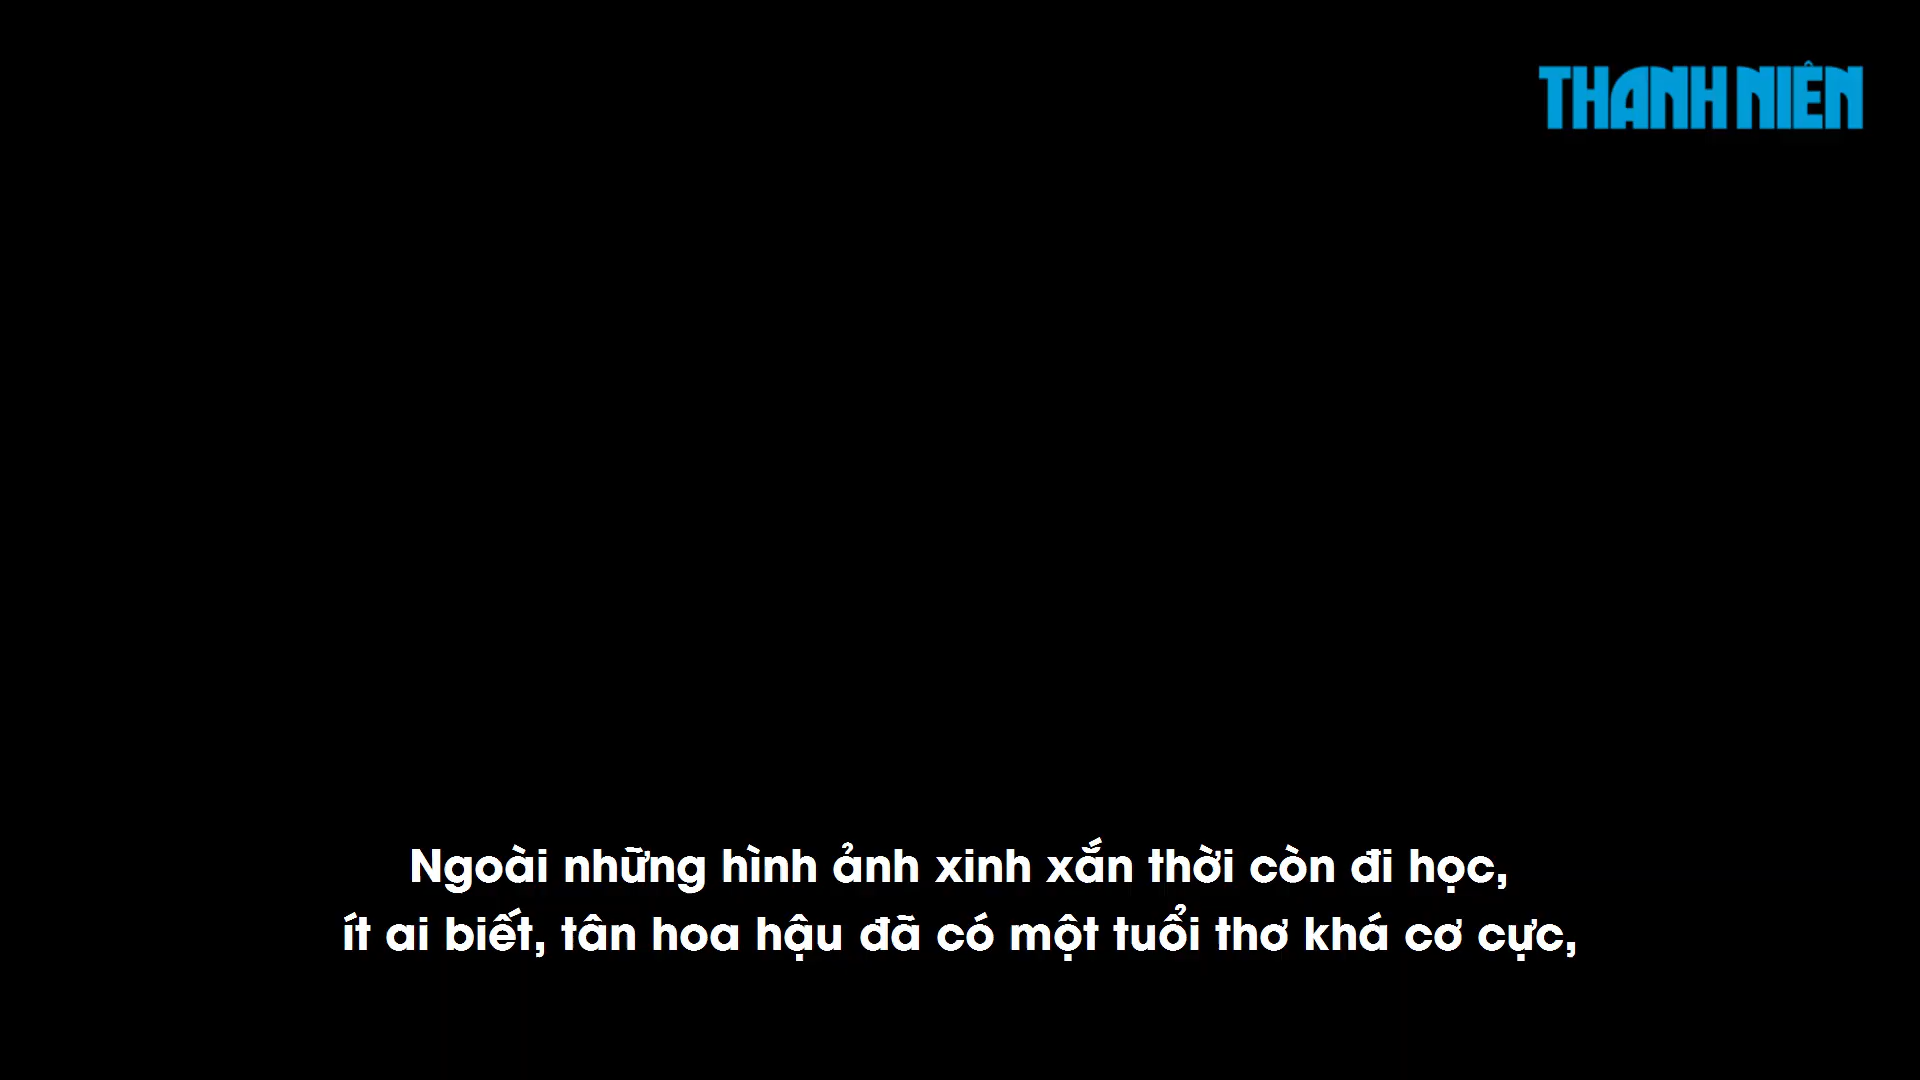 THANH NIÊN
Ngoài những hình ảnh xinh xắn thời còn đi học,
ít ai biết, tân hoa hậu đã có một tuổi thơ khá cơ cực,